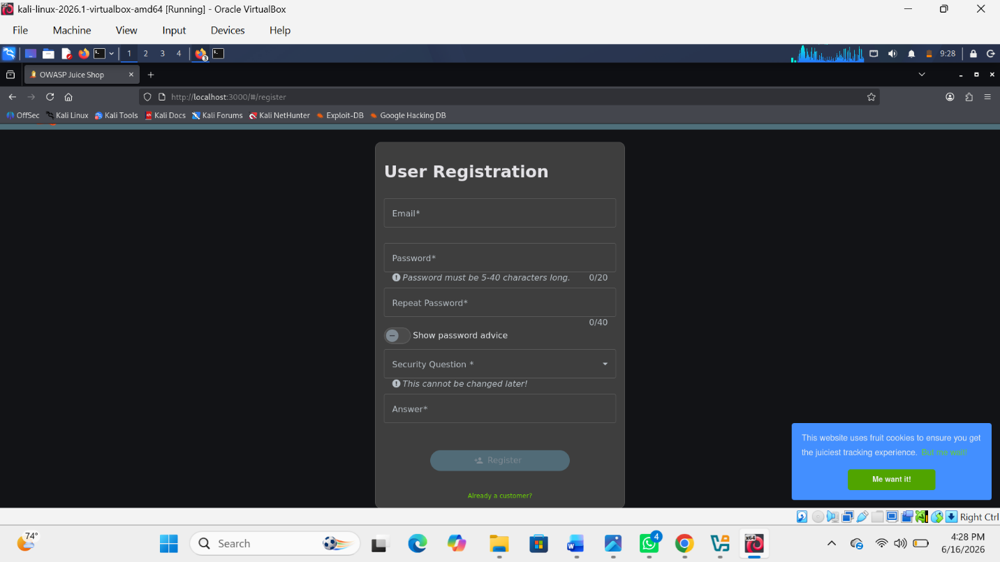 kali-linux-2026.1-virtualbox-amd64 [Running] - Oracle VirtualBox
File Machine View Input Devices Help
1 2 3 4 3 9:28
OWASP Juice Shop
http://localhost:3000/#/register
OffSec Kali Linux Kali Tools Kali Docs Kali Forums Kali NetHunter Exploit-DB Google Hacking DB
User Registration
Email*
Password*
Password must be 5-40 characters long. 0/20
Repeat Password*
0/40
Show password advice
Security Question *
This cannot be changed later!
Answer*
Register
Already a customer?
This website uses fruit cookies to ensure you get
the juiciest tracking experience. But me wait!
Me want it!
Right Ctrl
74°
Search
4
x64
4:28 PM
6/16/2026